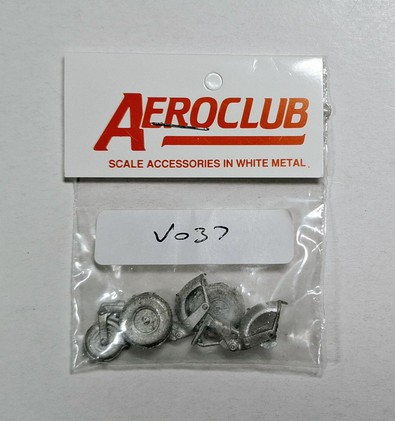 AEROCLUB
SCALE ACCESSORIES IN WHITE METAL.
V037